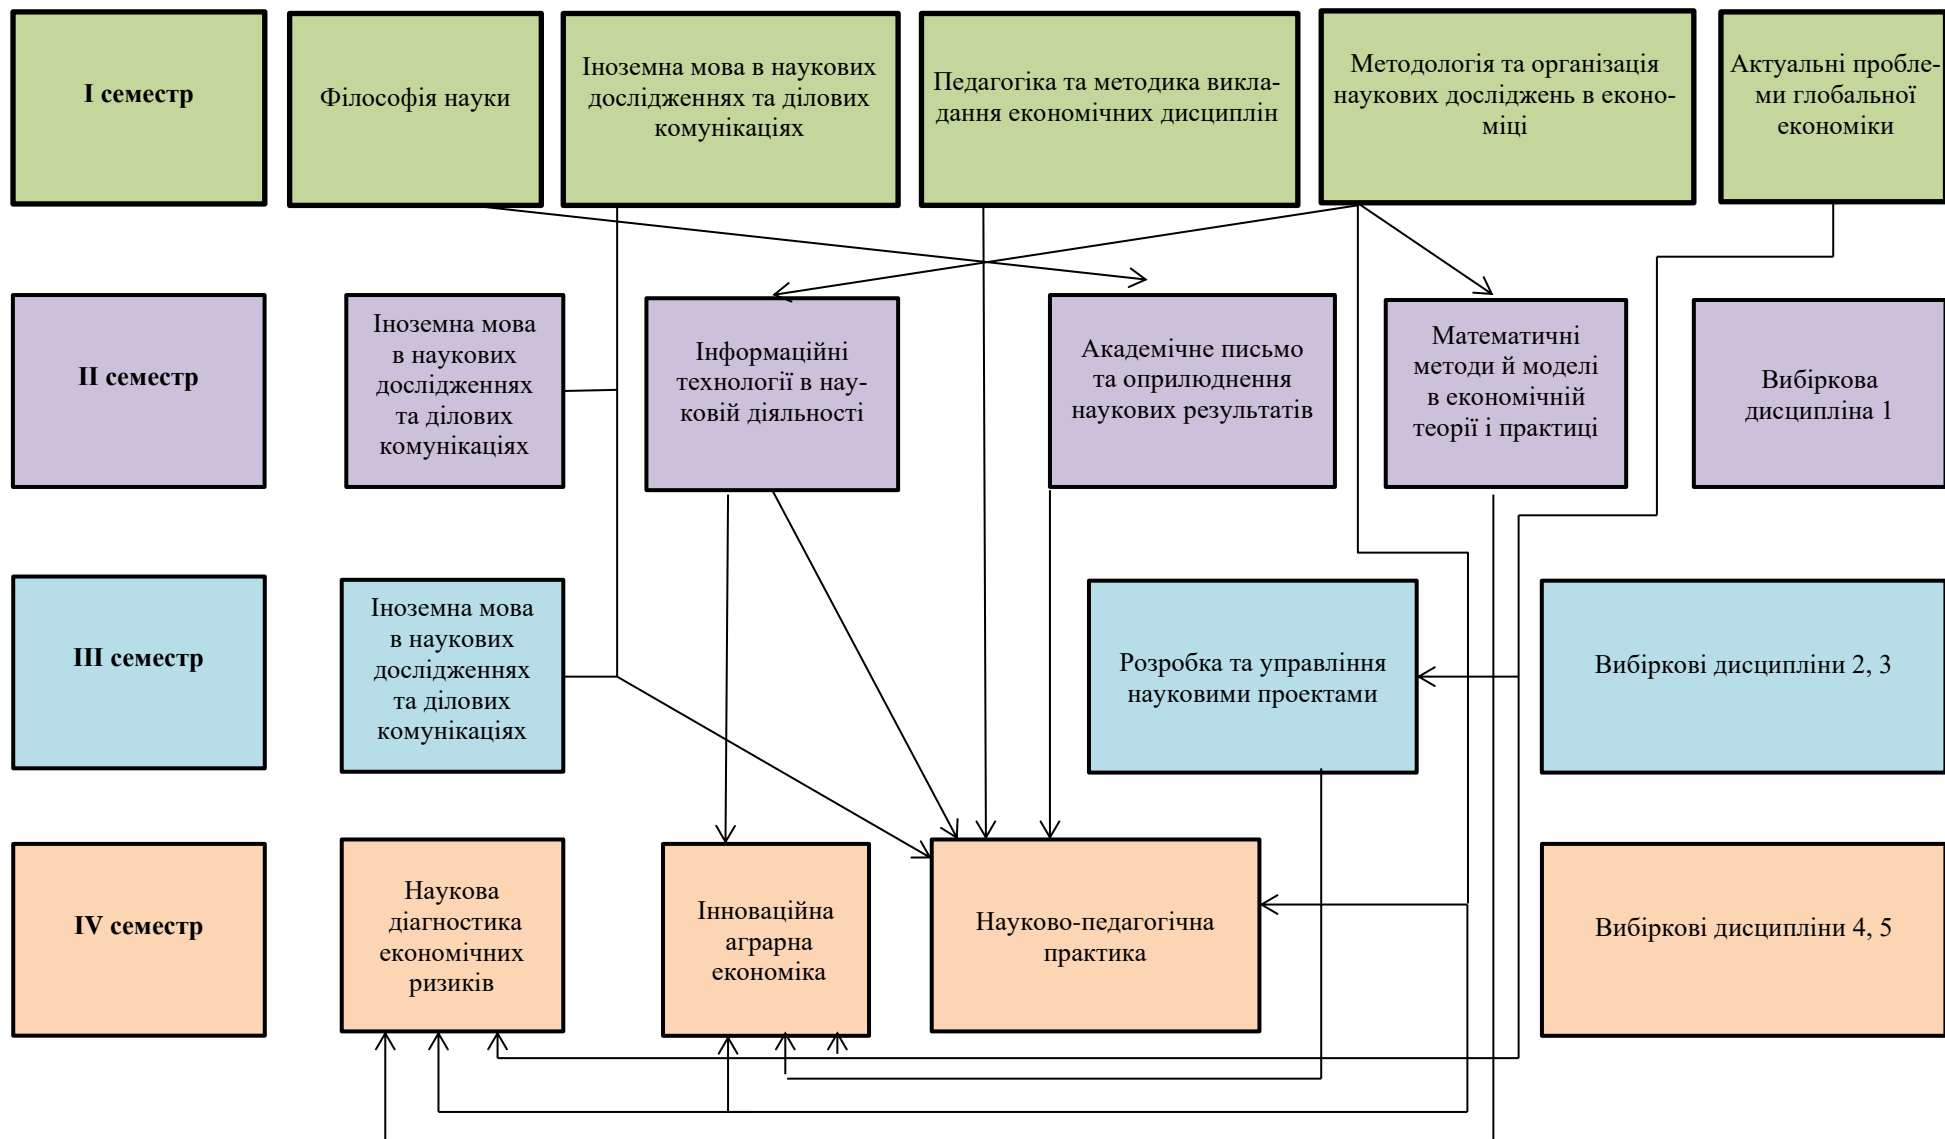 I семестр
Філософія науки
Іноземна мова в наукових
дослідженнях та ділових
комунікаціях
Педагогіка та методика викла-
дання економічних дисциплін
Методологія та організація
наукових досліджень в еконо-
міці
Актуальні пробле-
ми глобальної
економіки
II семестр
Іноземна мова
в наукових
дослідженнях
та ділових
комунікаціях
Інформаційні
технології в нау-
ковій діяльності
Академічне письмо
та оприлюднення
наукових результатів
Математичні
методи й моделі
в економічній
теорії і практиці
Вибіркова
дисципліна 1
III семестр
Іноземна мова
в наукових
дослідженнях
та ділових
комунікаціях
Розробка та управління
науковими проектами
Вибіркові дисципліни 2, 3
IV семестр
Наукова
діагностика
економічних
ризиків
Інноваційна
аграрна
економіка
Науково-педагогічна
практика
Вибіркові дисципліни 4, 5